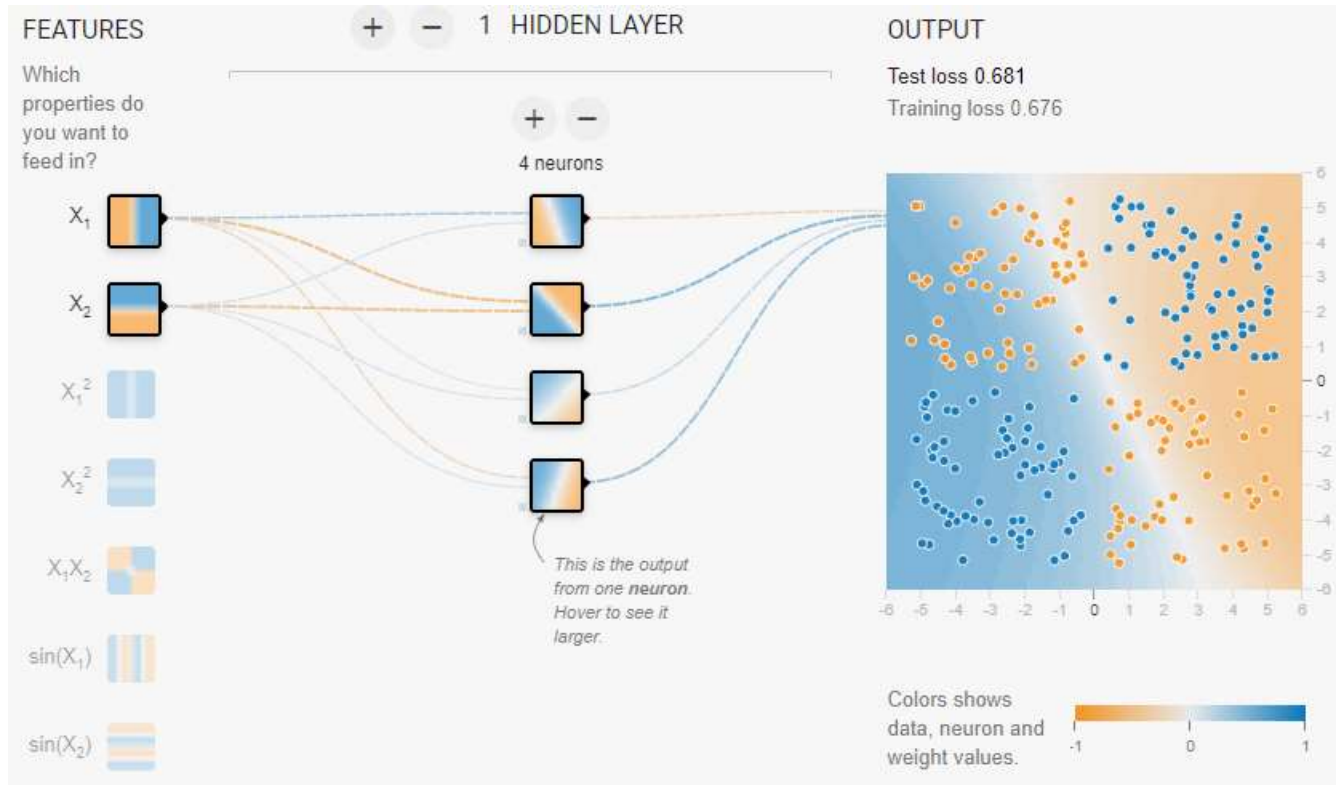 FEATURES
Which
properties do
you want to
feed in?
X1
X2
X1²
X2²
X1X2
sin(X1)
sin(X2)
+ − 1 HIDDEN LAYER
+ −
4 neurons
This is the output
from one neuron.
Hover to see it
larger.
OUTPUT
Test loss 0.681
Training loss 0.676
6
5
4
3
2
1
0
-1
-2
-3
-4
-5
-6
-6 -5 -4 -3 -2 -1 0 1 2 3 4 5 6
Colors shows
data, neuron and
weight values.
-1 0 1